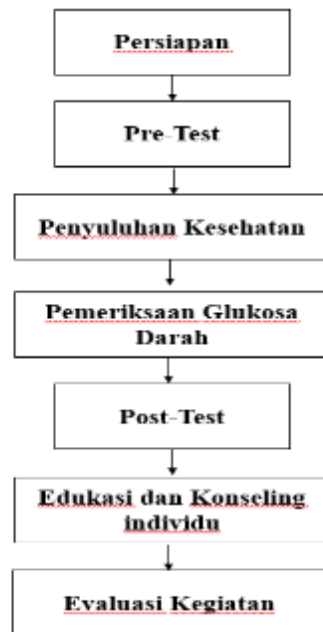 Persiapan
Pre-Test
Penyuluhan Kesehatan
Pemeriksaan Glukosa
Darah
Post-Test
Edukasi dan Konseling
individu
Evaluasi Kegiatan